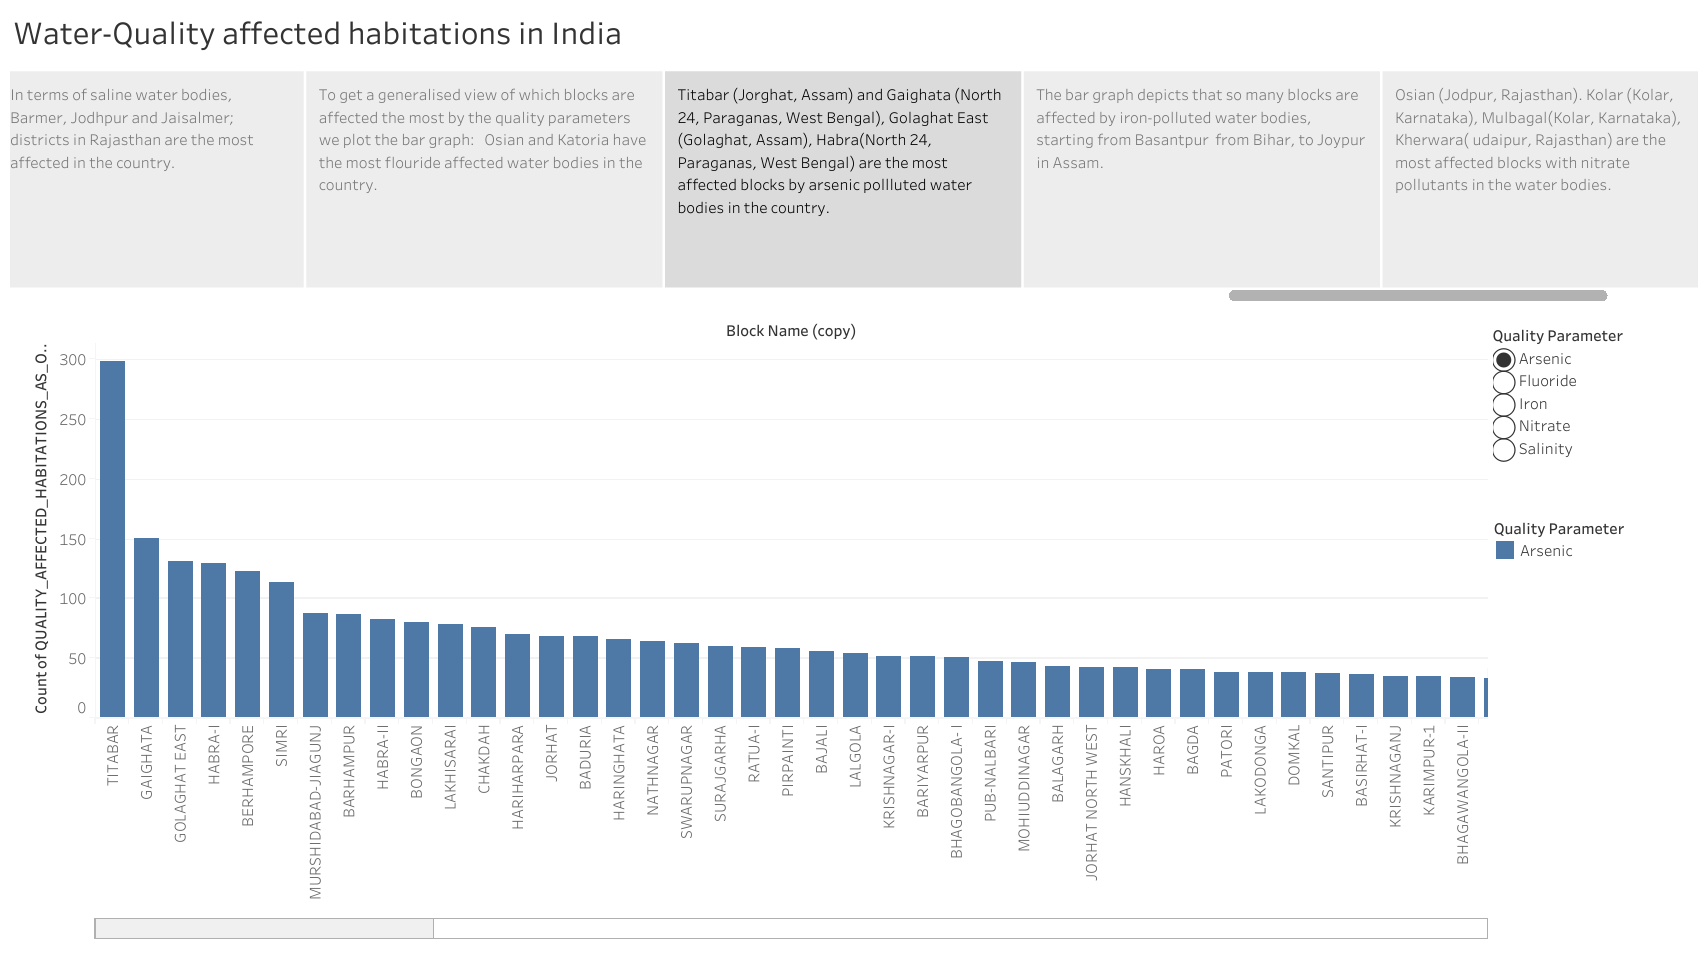 Water-Quality affected habitations in India
In terms of saline water bodies,
Barmer, Jodhpur and Jaisalmer;
districts in Rajasthan are the most
affected in the country.
To get a generalised view of which blocks are
affected the most by the quality parameters
we plot the bar graph:  Osian and Katoria have
the most flouride affected water bodies in the
country.
Titabar (Jorghat, Assam) and Gaighata (North
24, Paraganas, West Bengal), Golaghat East
(Golaghat, Assam), Habra(North 24,
Paraganas, West Bengal) are the most
affected blocks by arsenic pollluted water
bodies in the country.
The bar graph depicts that so many blocks are
affected by iron-polluted water bodies,
starting from Basantpur  from Bihar, to Joypur
in Assam.
Osian (Jodpur, Rajasthan). Kolar (Kolar,
Karnataka), Mulbagal(Kolar, Karnataka),
Kherwara( udaipur, Rajasthan) are the
most affected blocks with nitrate
pollutants in the water bodies.
Block Name (copy)
Count of QUALITY_AFFECTED_HABITATIONS_AS_O..
300
250
200
150
100
50
0
TITABAR
GAIGHATA
GOLAGHAT EAST
HABRA-I
BERHAMPORE
SIMRI
MURSHIDABAD-JIAGUNJ
BARHAMPUR
HABRA-II
BONGAON
LAKHISARAI
CHAKDAH
HARIHARPARA
JORHAT
BADURIA
HARINGHATA
NATHNAGAR
SWARUPNAGAR
SURAJGARHA
RATUA-I
PIRPAINTI
BAJALI
LALGOLA
KRISHNAGAR-I
BARIYARPUR
BHAGOBANGOLA- I
PUB-NALBARI
MOHIUDDINAGAR
BALAGARH
JORHAT NORTH WEST
HANSKHALI
HAROA
BAGDA
PATORI
LAKODONGA
DOMKAL
SANTIPUR
BASIRHAT-I
KRISHNAGANJ
KARIMPUR-1
BHAGAWANGOLA-II
Quality Parameter
Arsenic
Fluoride
Iron
Nitrate
Salinity
Quality Parameter
Arsenic